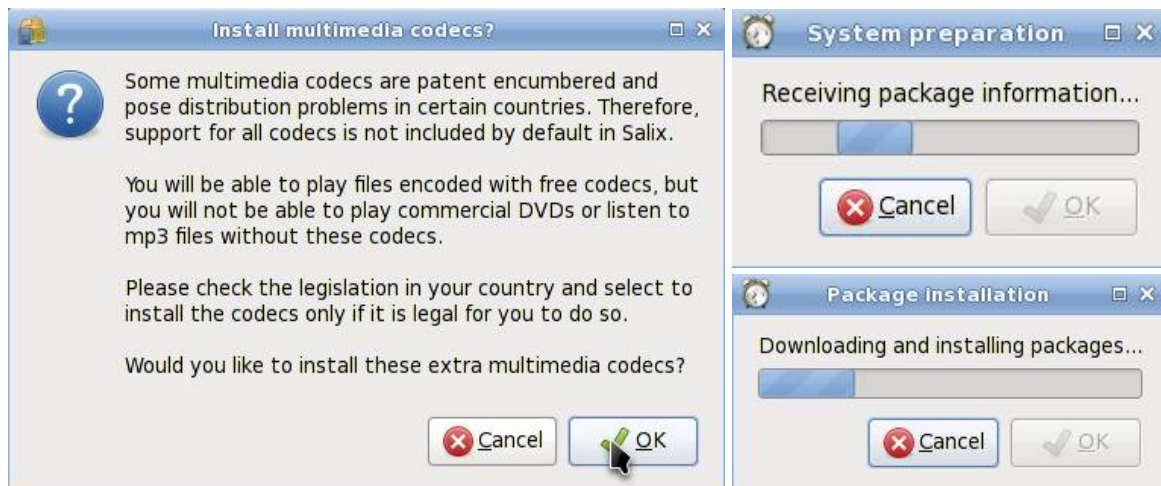 Install multimedia codecs?
Some multimedia codecs are patent encumbered and
pose distribution problems in certain countries. Therefore,
support for all codecs is not included by default in Salix.
You will be able to play files encoded with free codecs, but
you will not be able to play commercial DVDs or listen to
mp3 files without these codecs.
Please check the legislation in your country and select to
install the codecs only if it is legal for you to do so.
Would you like to install these extra multimedia codecs?
Cancel
OK
System preparation
Receiving package information...
Cancel
OK
Package installation
Downloading and installing packages...
Cancel
OK